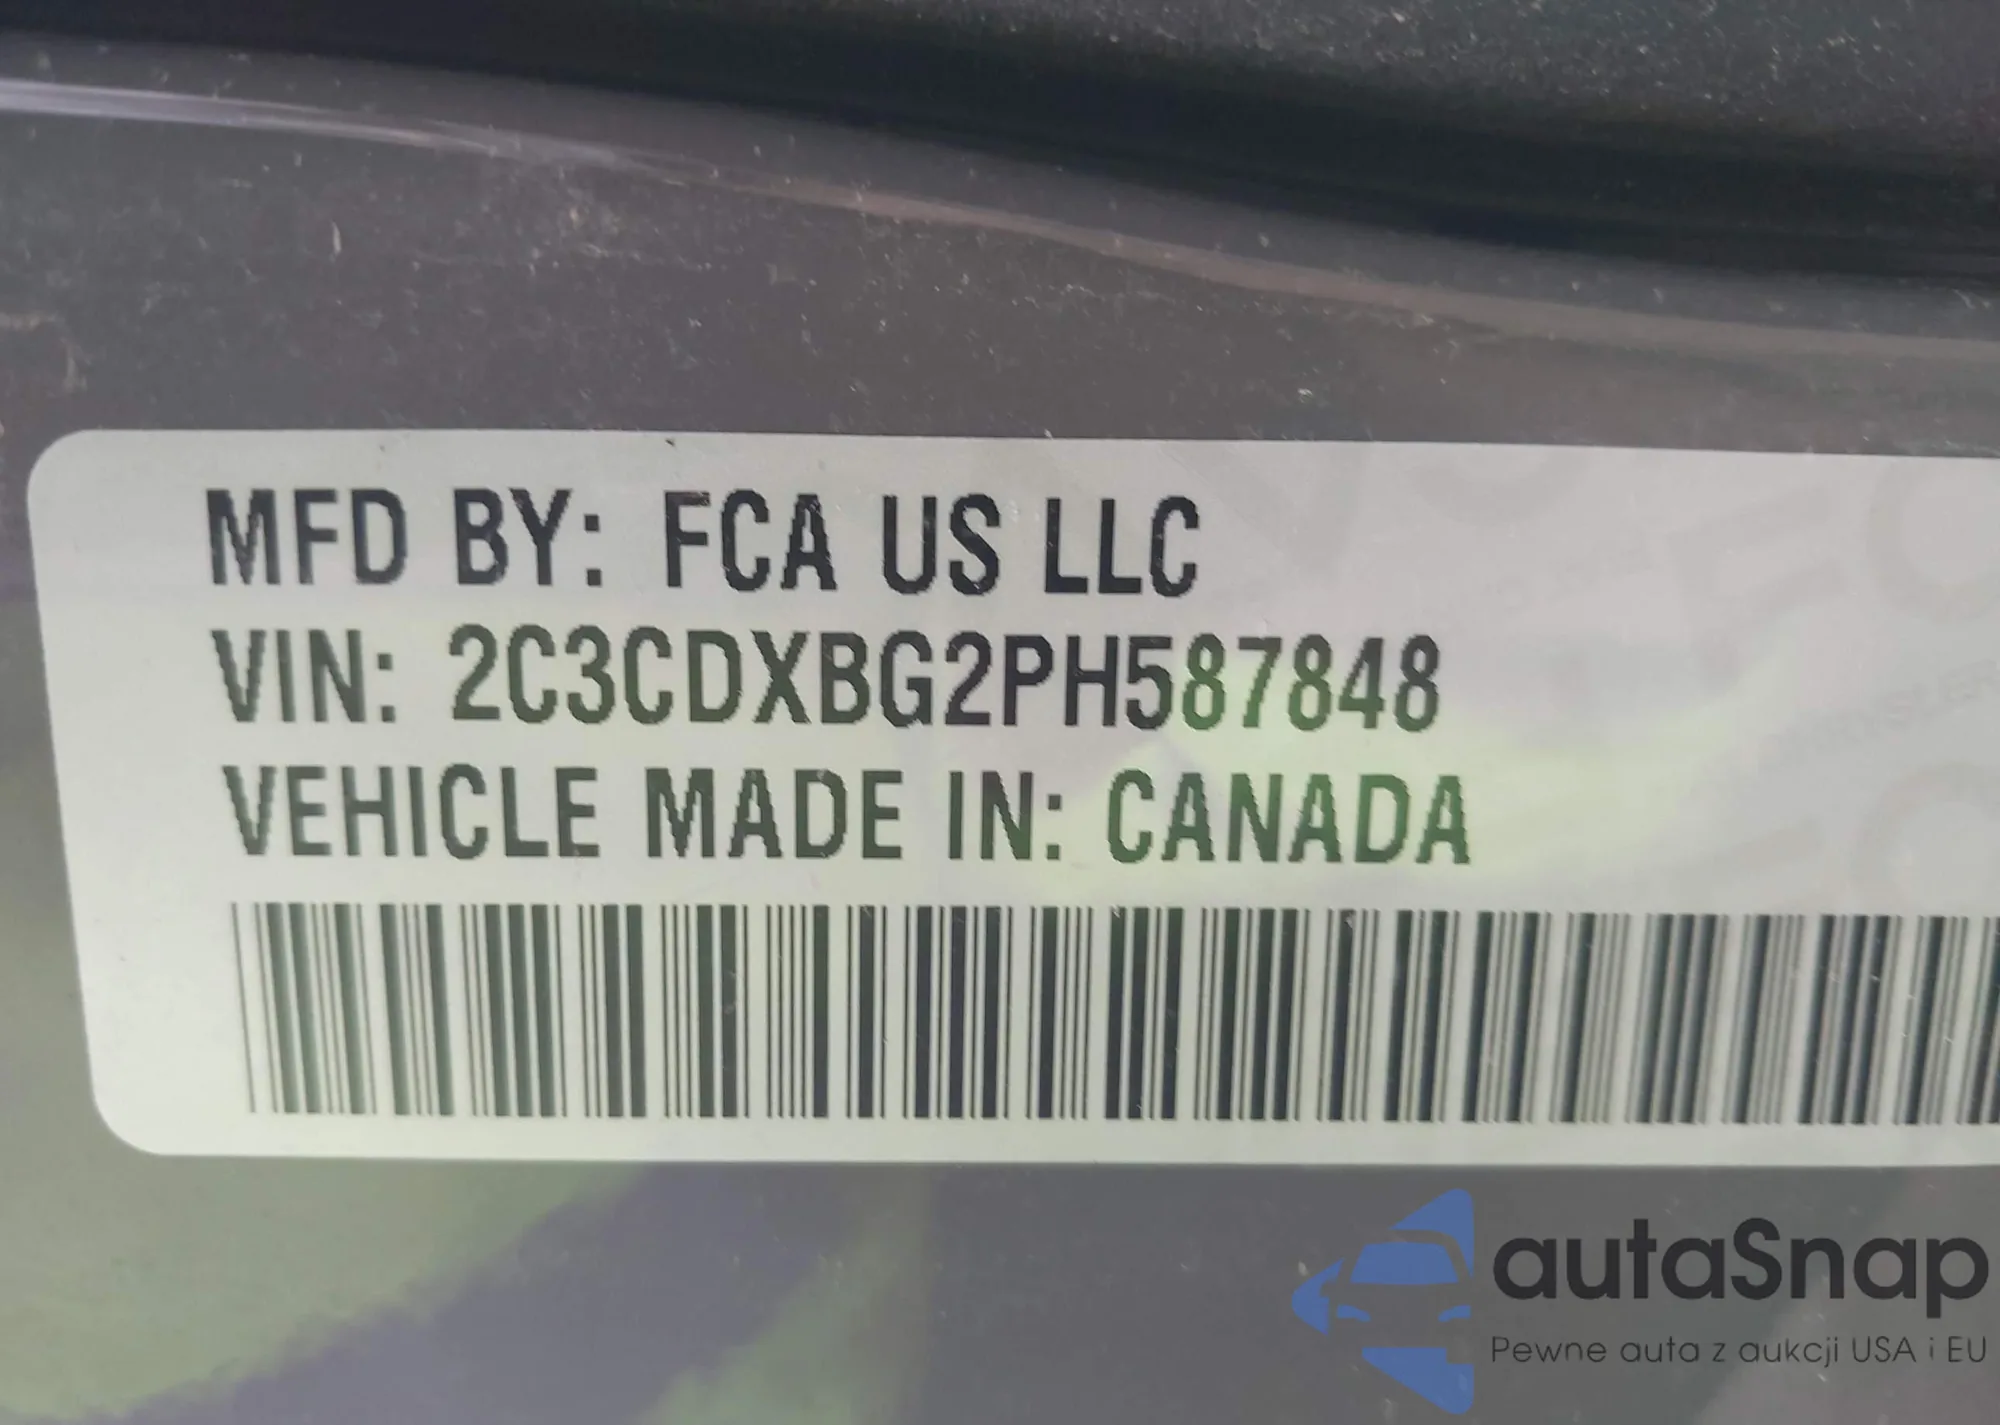 MFD BY: FCA US LLC
VIN: 2C3CDXBG2PH587848
VEHICLE MADE IN: CANADA
autaSnap
Pewne auta z aukcji USA i EU